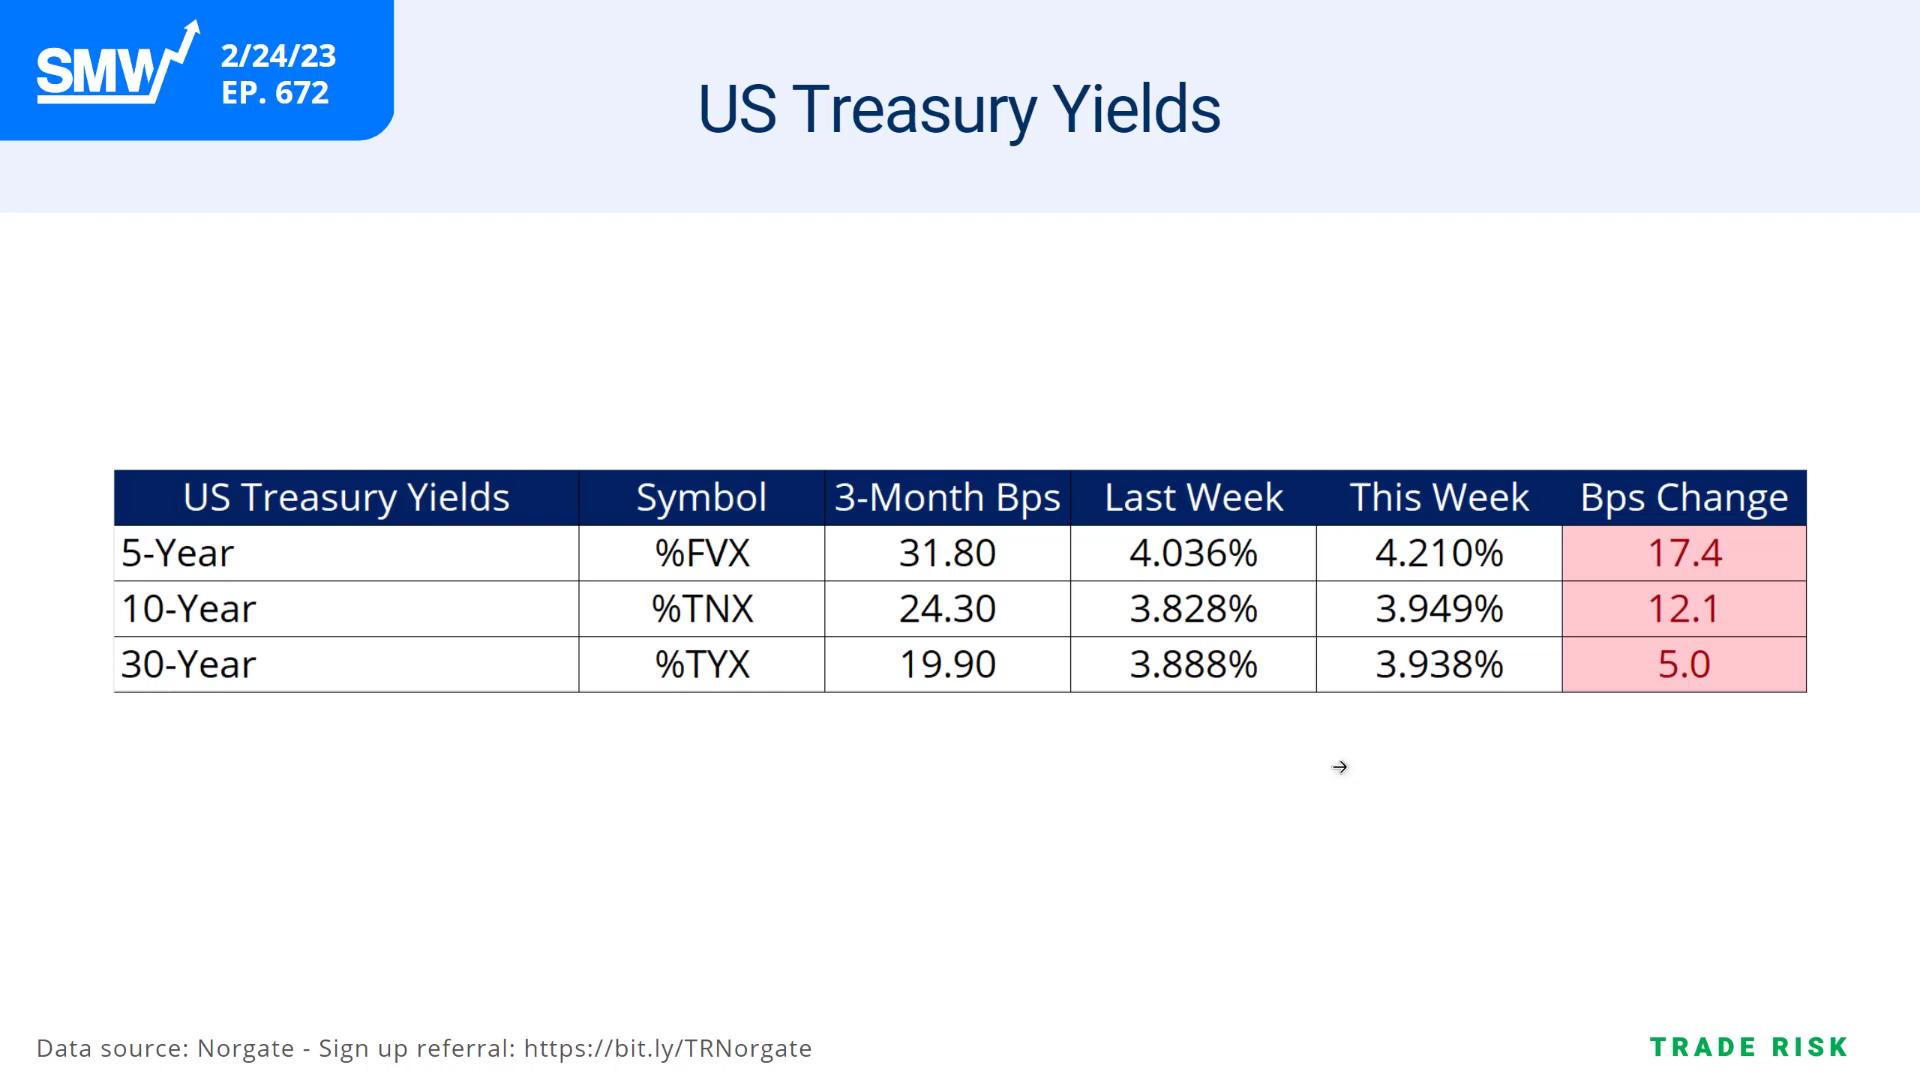 SMW
2/24/23
EP. 672
US Treasury Yields
US Treasury Yields Symbol 3-Month Bps Last Week This Week Bps Change
5-Year %FVX 31.80 4.036% 4.210% 17.4
10-Year %TNX 24.30 3.828% 3.949% 12.1
30-Year %TYX 19.90 3.888% 3.938% 5.0
Data source: Norgate - Sign up referral: https://bit.ly/TRNorgate
TRADE RISK